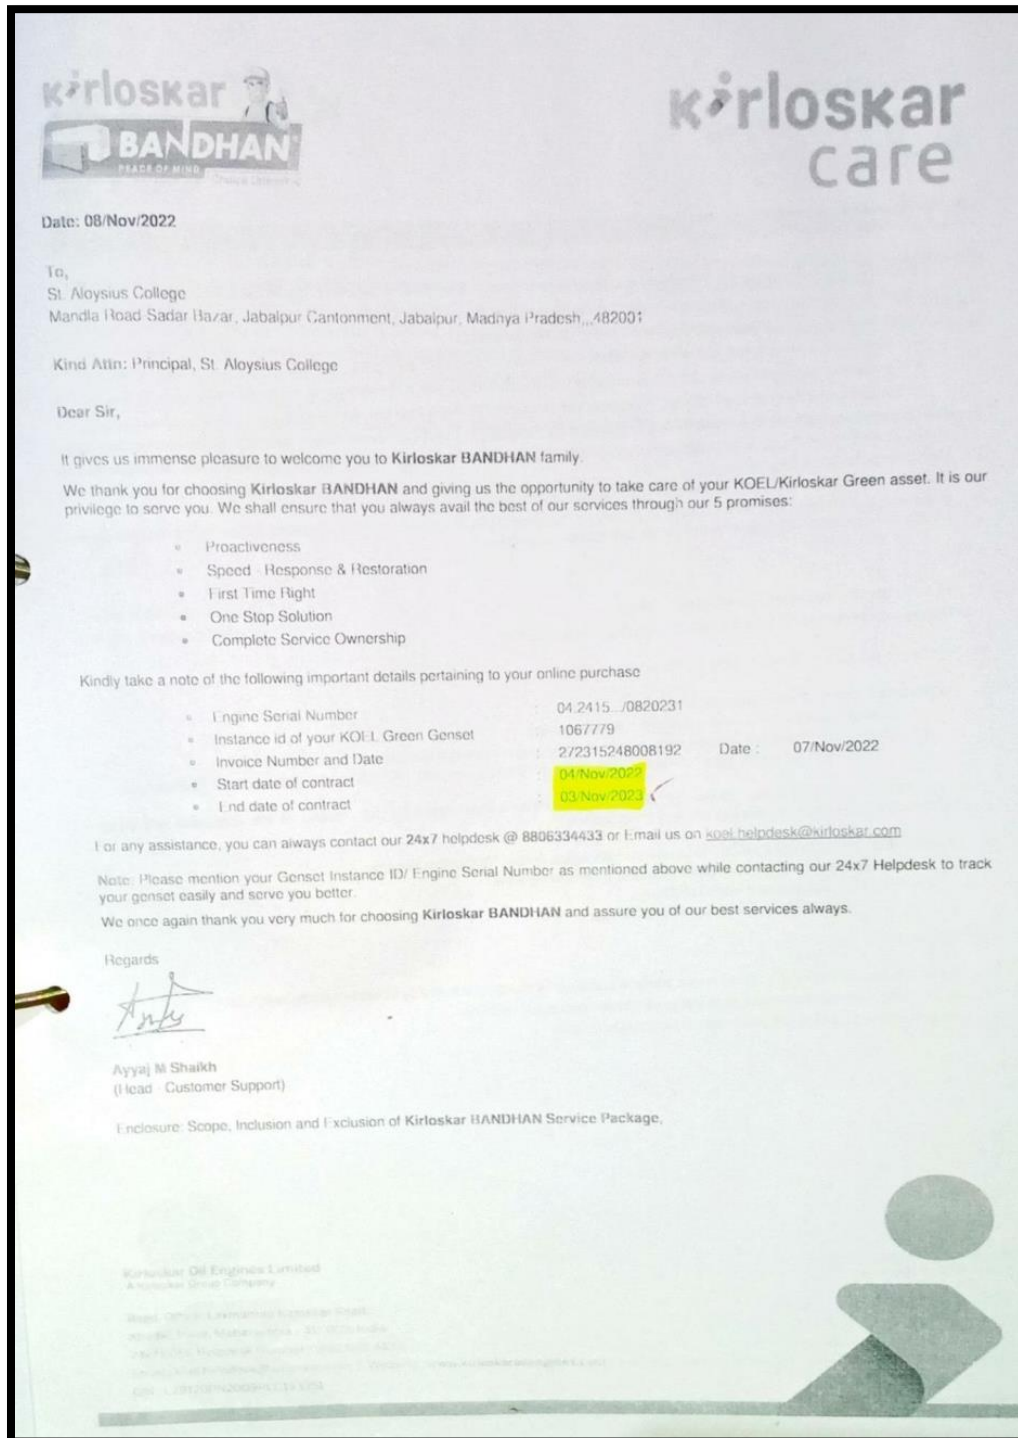 Kirloskar
BANDHAN
PEACE OF MIND
Kirloskar
care
Date: 08/Nov/2022
To,
St. Aloysius College
Mandla Road Sadar Bazar, Jabalpur Cantonment, Jabalpur, Madhya Pradesh,,,482001
Kind Attn: Principal, St. Aloysius College
Dear Sir,
It gives us immense pleasure to welcome you to Kirloskar BANDHAN family.
We thank you for choosing Kirloskar BANDHAN and giving us the opportunity to take care of your KOEL/Kirloskar Green asset. It is our
privilege to serve you. We shall ensure that you always avail the best of our services through our 5 promises:
Proactiveness
Speed - Response & Restoration
First Time Right
One Stop Solution
Complete Service Ownership
Kindly take a note of the following important details pertaining to your online purchase
Engine Serial Number : 04.2415../0820231
Instance id of your KOEL Green Genset : 1067779
Invoice Number and Date : 272315248008192 Date : 07/Nov/2022
Start date of contract : 04/Nov/2022
End date of contract : 03/Nov/2023
For any assistance, you can always contact our 24x7 helpdesk @ 8806334433 or Email us on koel.helpdesk@kirloskar.com
Note: Please mention your Genset Instance ID/ Engine Serial Number as mentioned above while contacting our 24x7 Helpdesk to track
your genset easily and serve you better.
We once again thank you very much for choosing Kirloskar BANDHAN and assure you of our best services always.
Regards
Ayyaj M Shaikh
(Head - Customer Support)
Enclosure: Scope, Inclusion and Exclusion of Kirloskar BANDHAN Service Package,
Kirloskar Oil Engines Limited
A Kirloskar Group Company